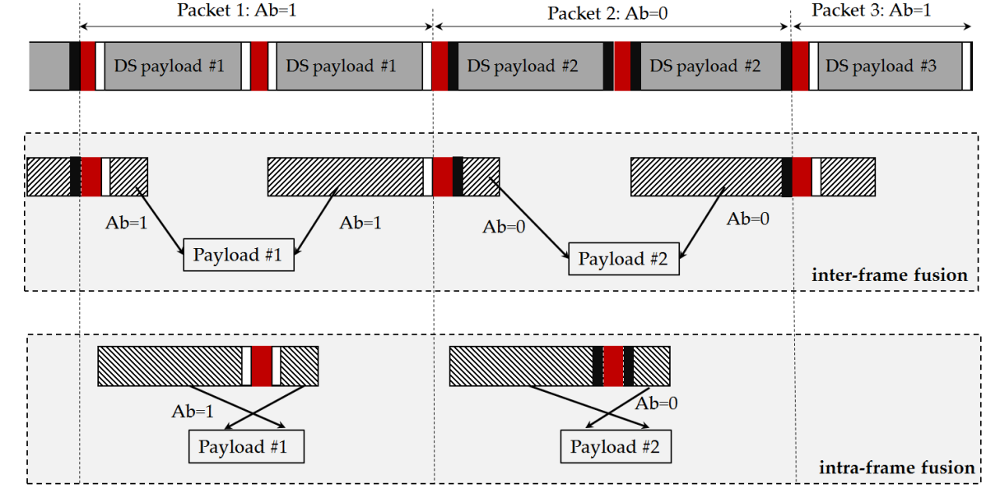 Packet 1: Ab=1
Packet 2: Ab=0
Packet 3: Ab=1
DS payload #1
DS payload #1
DS payload #2
DS payload #2
DS payload #3
Ab=1
Ab=1
Ab=0
Ab=0
Payload #1
Payload #2
inter-frame fusion
Ab=1
Ab=0
Payload #1
Payload #2
intra-frame fusion